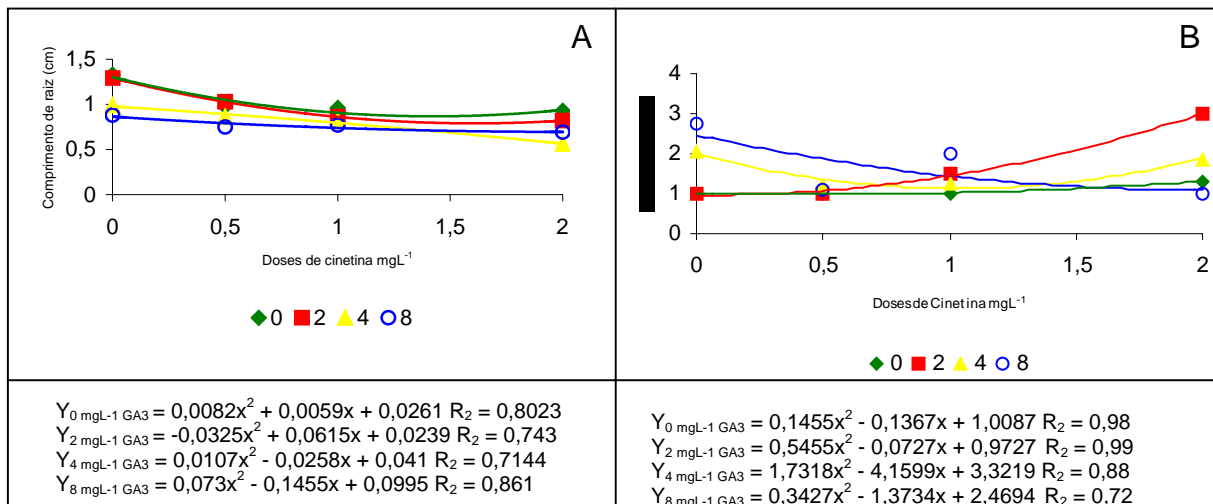 A
Comprimento de raiz (cm)
1,5
1
0,5
0
0 0,5 1 1,5 2
Doses de cinetina mgL-1
0 2 4 8
B
4
3
2
1
0
0 0,5 1 1,5 2
Doses de Cinetina mgL-1
0 2 4 8
Y0 mgL-1 GA3 = 0,0082x2 + 0,0059x + 0,0261 R2 = 0,8023
Y2 mgL-1 GA3 = -0,0325x2 + 0,0615x + 0,0239 R2 = 0,743
Y4 mgL-1 GA3 = 0,0107x2 - 0,0258x + 0,041 R2 = 0,7144
Y8 mgL-1 GA3 = 0,073x2 - 0,1455x + 0,0995 R2 = 0,861
Y0 mgL-1 GA3 = 0,1455x2 - 0,1367x + 1,0087 R2 = 0,98
Y2 mgL-1 GA3 = 0,5455x2 - 0,0727x + 0,9727 R2 = 0,99
Y4 mgL-1 GA3 = 1,7318x2 - 4,1599x + 3,3219 R2 = 0,88
Y8 mgL-1 GA3 = 0,3427x2 - 1,3734x + 2,4694 R2 = 0,72